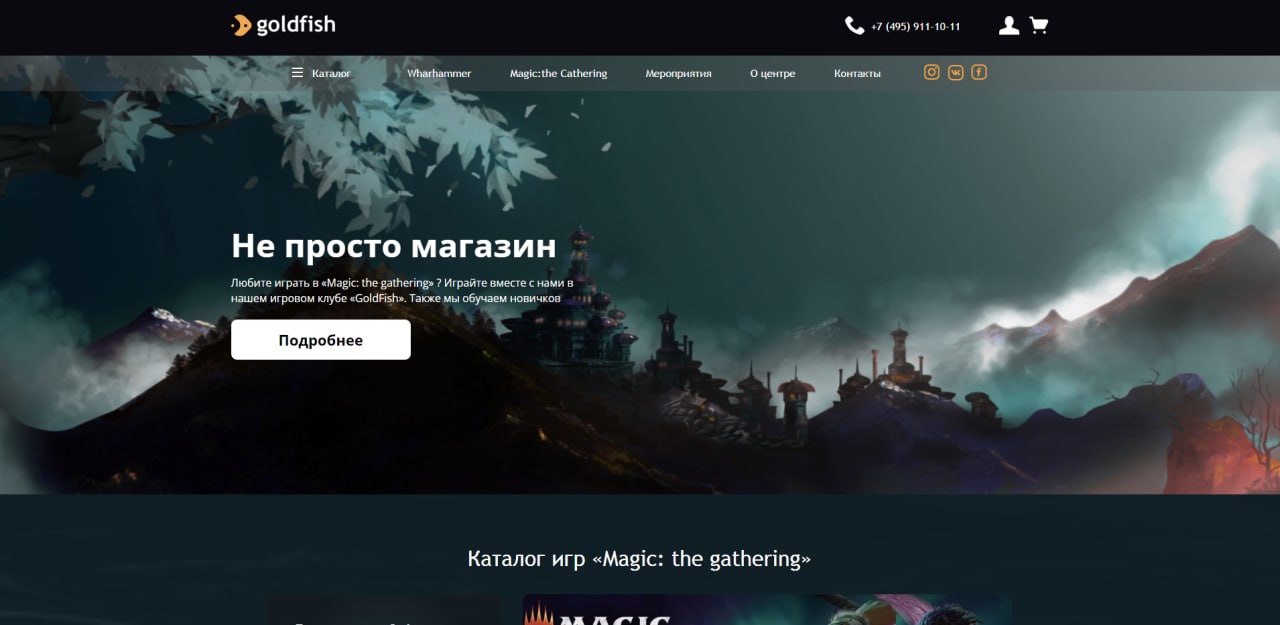 goldfish
+7 (495) 911-10-11
Каталог
Wharhammer
Magic:the Cathering
Мероприятия
О центре
Контакты
Не просто магазин
Любите играть в «Magic: the gathering» ? Играйте вместе с нами в
нашем игровом клубе «GoldFish». Также мы обучаем новичков
Подробнее
Каталог игр «Magic: the gathering»
MAGIC